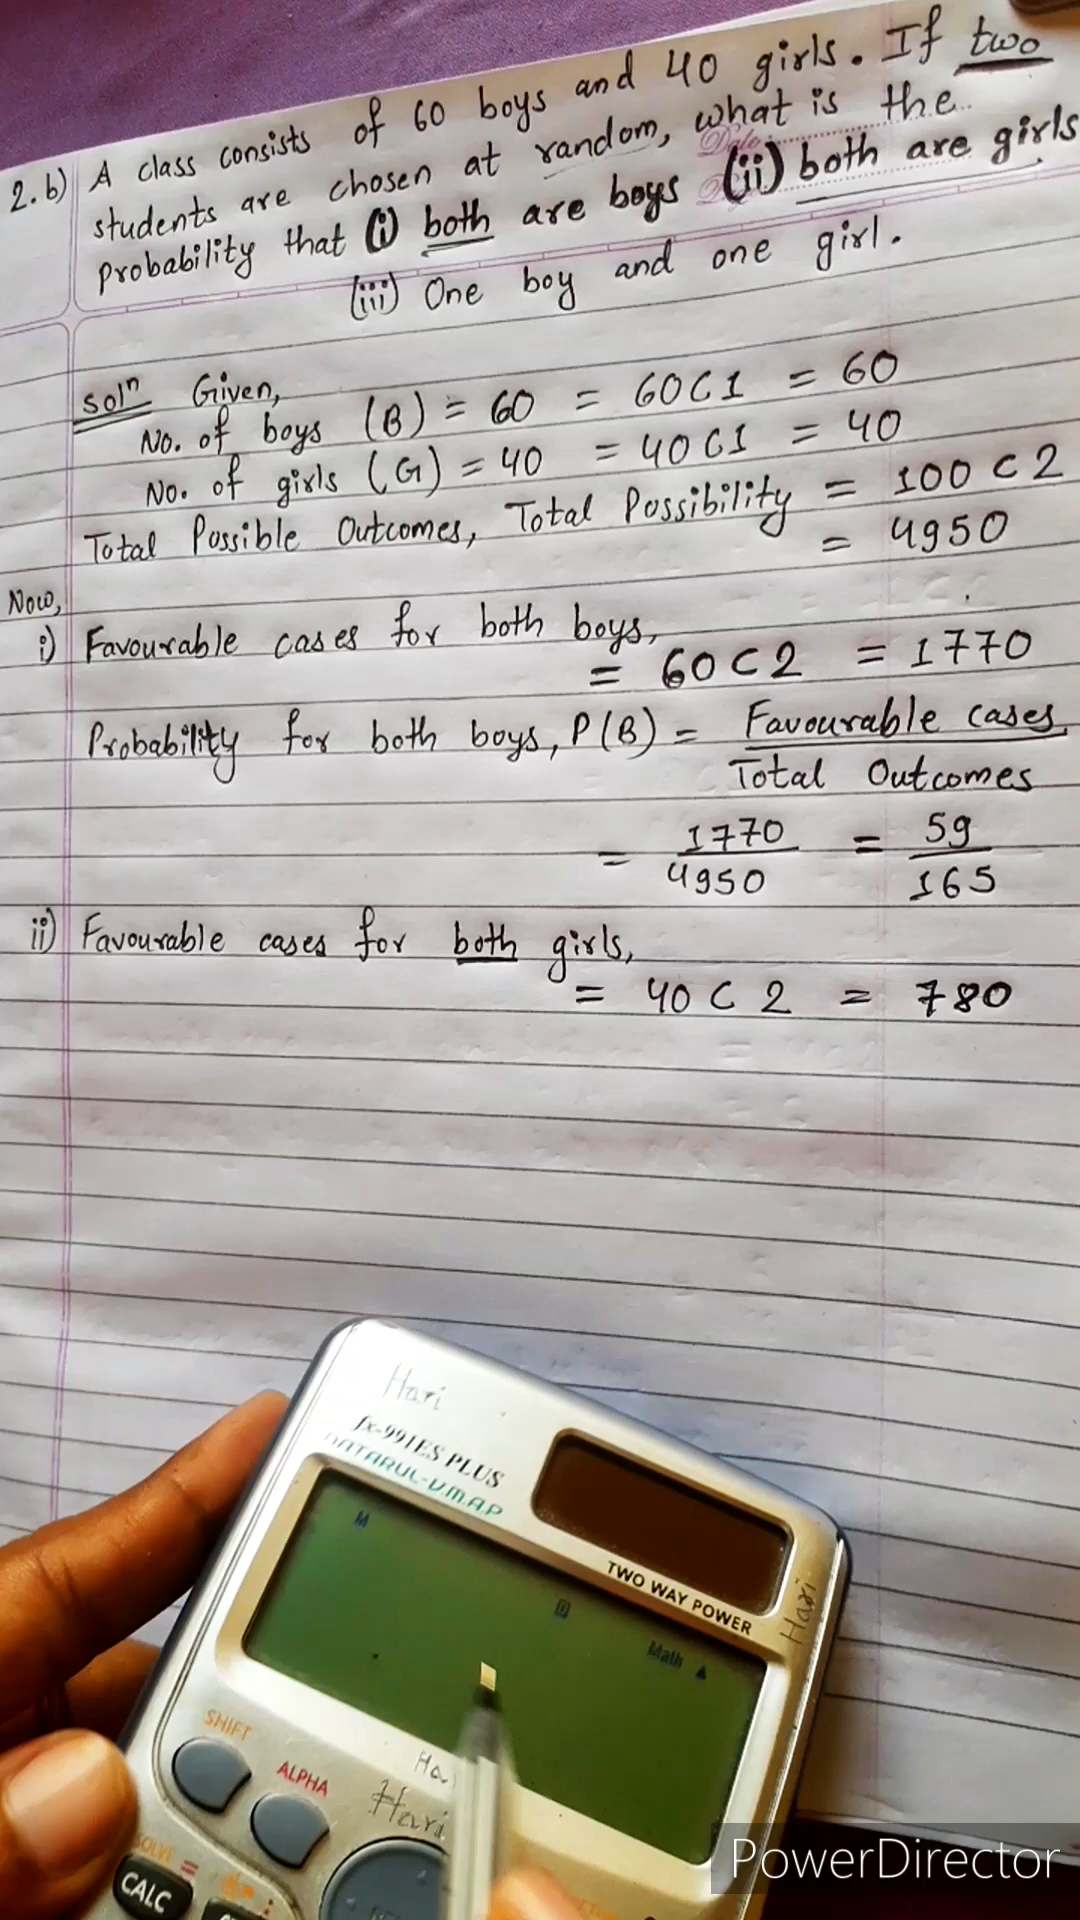 2.b) A class consists of 60 boys and 40 girls. If two
students are chosen at random, what is the
probability that (i) both are boys (ii) both are girls
(iii) One boy and one girl.
Soln Given,
No. of boys (B) = 60 = 60C1 = 60
No. of girls (G) = 40 = 40C1 = 40
Total Possible Outcomes, Total Possibility = 100C2
= 4950
Now,
i) Favourable cases for both boys,
= 60C2 = 1770
Probability for both boys, P(B) = Favourable cases
Total Outcomes
= 1770/4950 = 59/165
ii) Favourable cases for both girls,
= 40C2 = 780
Hari
fx-991ES PLUS
NATARUL-V.M.A.P
TWO WAY POWER
Hari
M
Math ▲
SHIFT
ALPHA
Hari
SOLVE =
CALC
PowerDirector